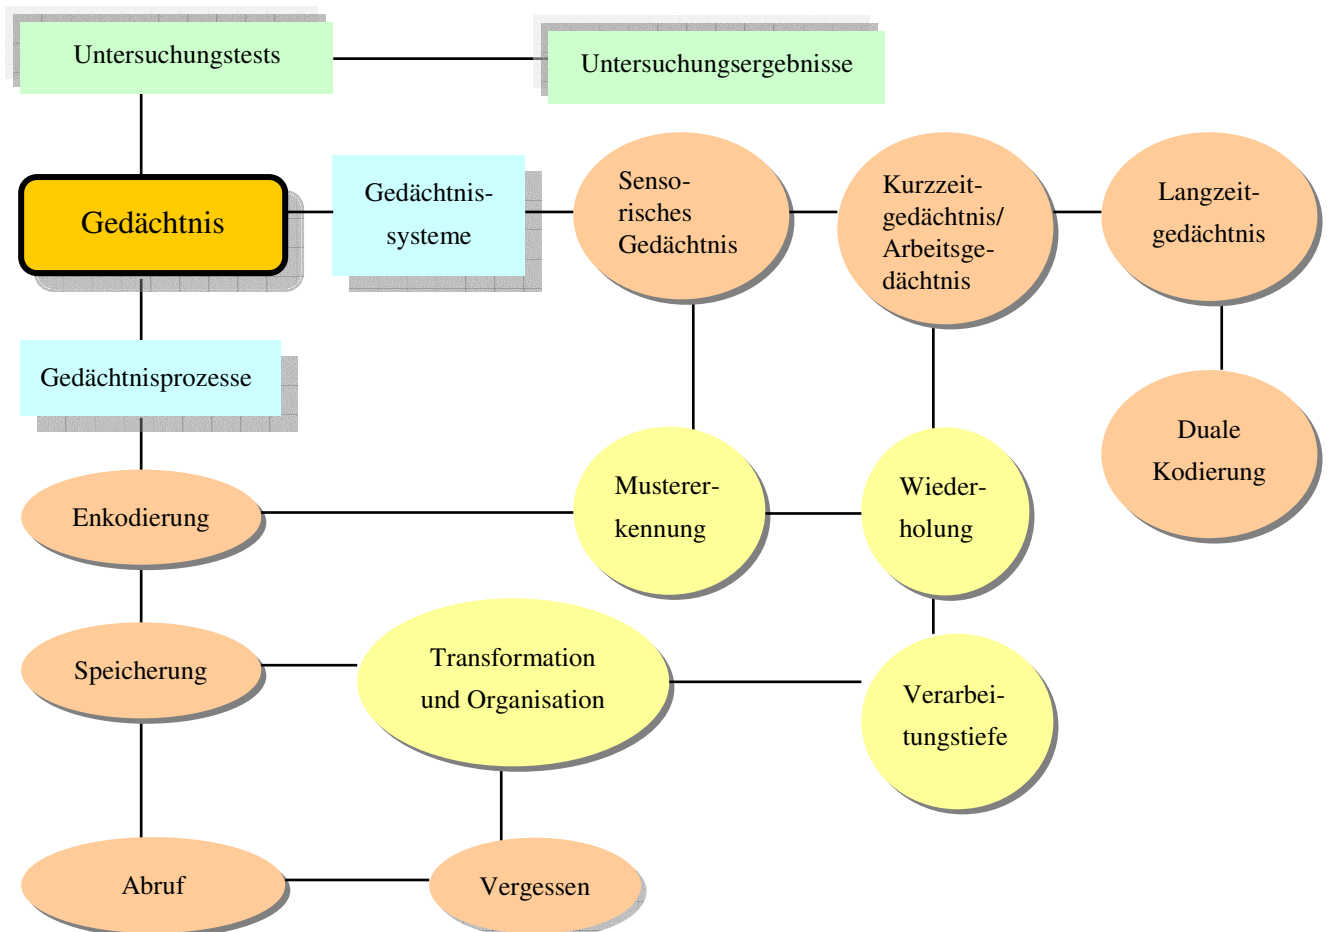 Untersuchungstests
Untersuchungsergebnisse
Gedächtnis
Gedächtnis-
systeme
Senso-
risches
Gedächtnis
Kurzzeit-
gedächtnis/
Arbeitsge-
dächtnis
Langzeit-
gedächtnis
Gedächtnisprozesse
Duale
Kodierung
Enkodierung
Musterer-
kennung
Wieder-
holung
Speicherung
Transformation
und Organisation
Verarbei-
tungstiefe
Abruf
Vergessen